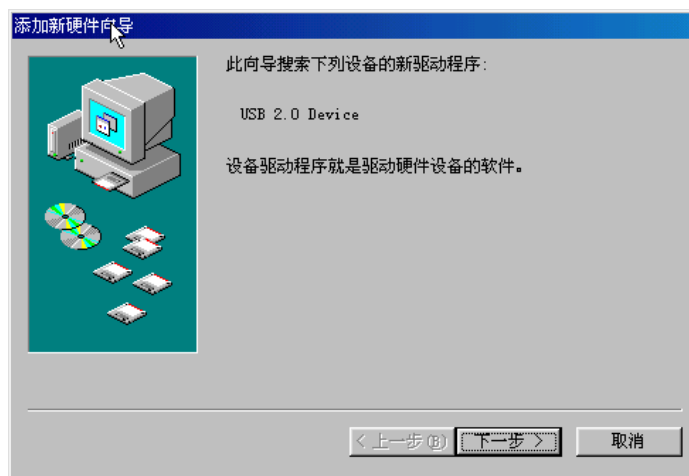 添加新硬件向导
此向导搜索下列设备的新驱动程序:
USB 2.0 Device
设备驱动程序就是驱动硬件设备的软件。
< 上一步(B) 下一步 > 取消